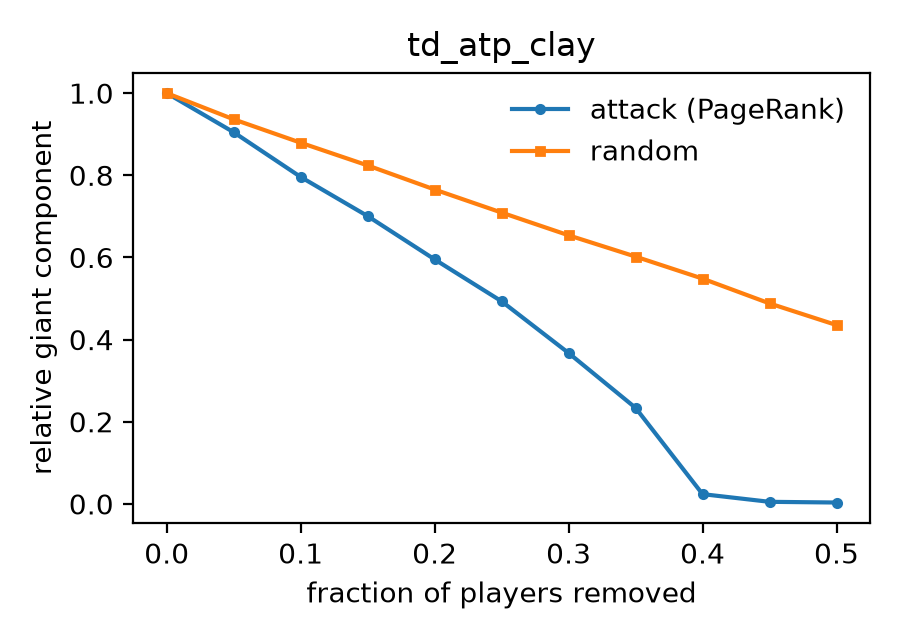 td_atp_clay
attack (PageRank)
random
relative giant component
1.0
0.8
0.6
0.4
0.2
0.0
0.0 0.1 0.2 0.3 0.4 0.5
fraction of players removed